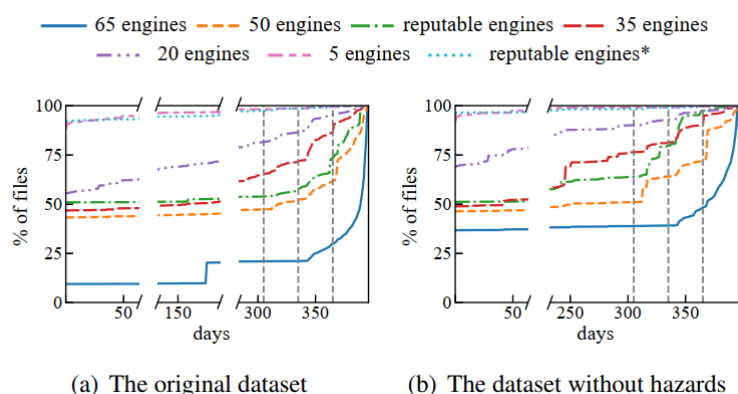 65 engines 50 engines reputable engines 35 engines
20 engines 5 engines reputable engines*
100
75
50
25
0
% of files
50 150 300 350
days
(a) The original dataset
100
75
50
25
0
% of files
50 250 300 350
days
(b) The dataset without hazards